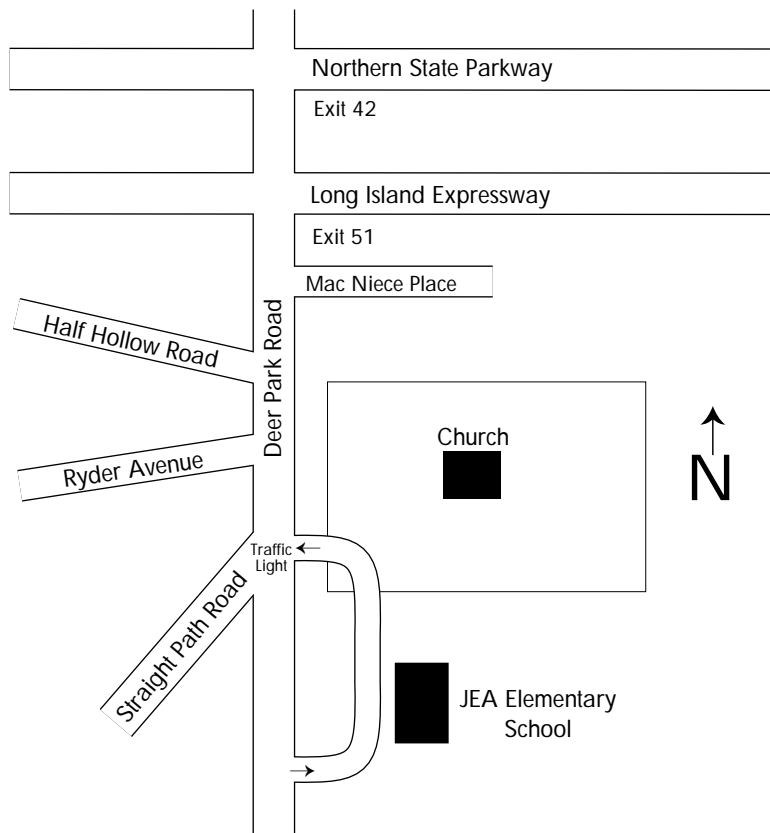 Northern State Parkway
Exit 42
Long Island Expressway
Exit 51
Mac Niece Place
Half Hollow Road
Deer Park Road
Ryder Avenue
Church
N
Traffic
Light
Straight Path Road
JEA Elementary
School